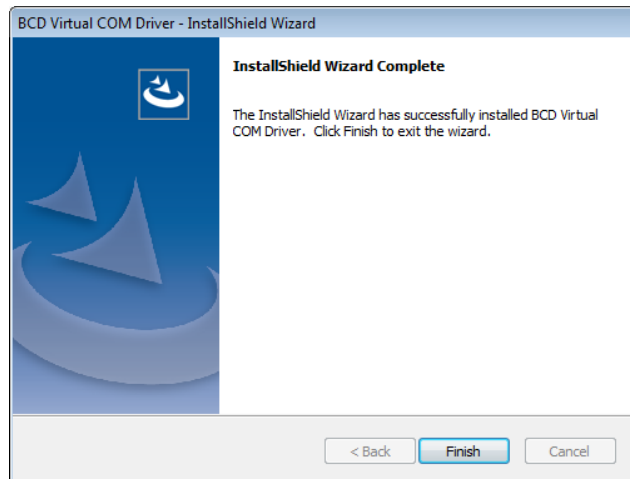 BCD Virtual COM Driver - InstallShield Wizard
InstallShield Wizard Complete
The InstallShield Wizard has successfully installed BCD Virtual
COM Driver. Click Finish to exit the wizard.
< Back
Finish
Cancel